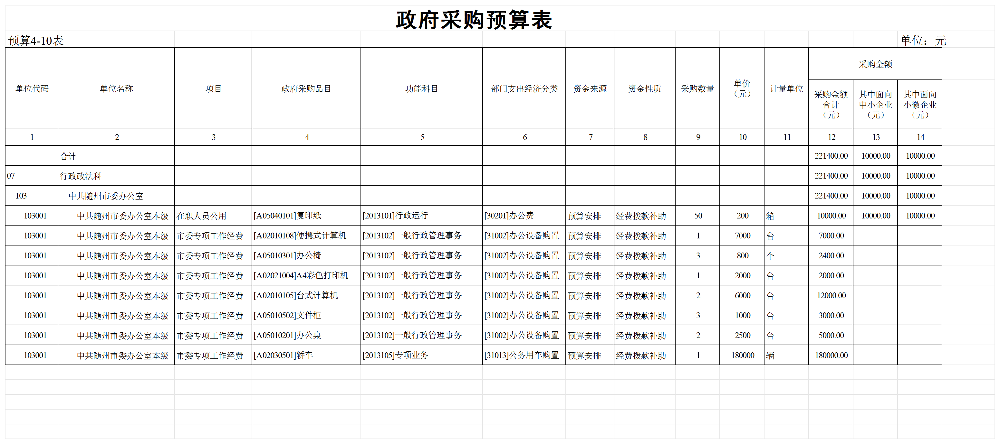 政府采购预算表
预算4-10表 单位：元
单位代码 单位名称 项目 政府采购品目 功能科目 部门支出经济分类 资金来源 资金性质 采购数量 单价（元） 计量单位 采购金额
采购金额合计（元） 其中面向中小企业（元） 其中面向小微企业（元）
1 2 3 4 5 6 7 8 9 10 11 12 13 14
合计 221400.00 10000.00 10000.00
07 行政政法科 221400.00 10000.00 10000.00
103 中共随州市委办公室 221400.00 10000.00 10000.00
103001 中共随州市委办公室本级 在职人员公用 [A05040101]复印纸 [2013101]行政运行 [30201]办公费 预算安排 经费拨款补助 50 200 箱 10000.00 10000.00 10000.00
103001 中共随州市委办公室本级 市委专项工作经费 [A02010108]便携式计算机 [2013102]一般行政管理事务 [31002]办公设备购置 预算安排 经费拨款补助 1 7000 台 7000.00
103001 中共随州市委办公室本级 市委专项工作经费 [A05010301]办公椅 [2013102]一般行政管理事务 [31002]办公设备购置 预算安排 经费拨款补助 3 800 个 2400.00
103001 中共随州市委办公室本级 市委专项工作经费 [A02021004]A4彩色打印机 [2013102]一般行政管理事务 [31002]办公设备购置 预算安排 经费拨款补助 1 2000 台 2000.00
103001 中共随州市委办公室本级 市委专项工作经费 [A02010105]台式计算机 [2013102]一般行政管理事务 [31002]办公设备购置 预算安排 经费拨款补助 2 6000 台 12000.00
103001 中共随州市委办公室本级 市委专项工作经费 [A05010502]文件柜 [2013102]一般行政管理事务 [31002]办公设备购置 预算安排 经费拨款补助 3 1000 台 3000.00
103001 中共随州市委办公室本级 市委专项工作经费 [A05010201]办公桌 [2013102]一般行政管理事务 [31002]办公设备购置 预算安排 经费拨款补助 2 2500 台 5000.00
103001 中共随州市委办公室本级 市委专项工作经费 [A02030501]轿车 [2013105]专项业务 [31013]公务用车购置 预算安排 经费拨款补助 1 180000 辆 180000.00